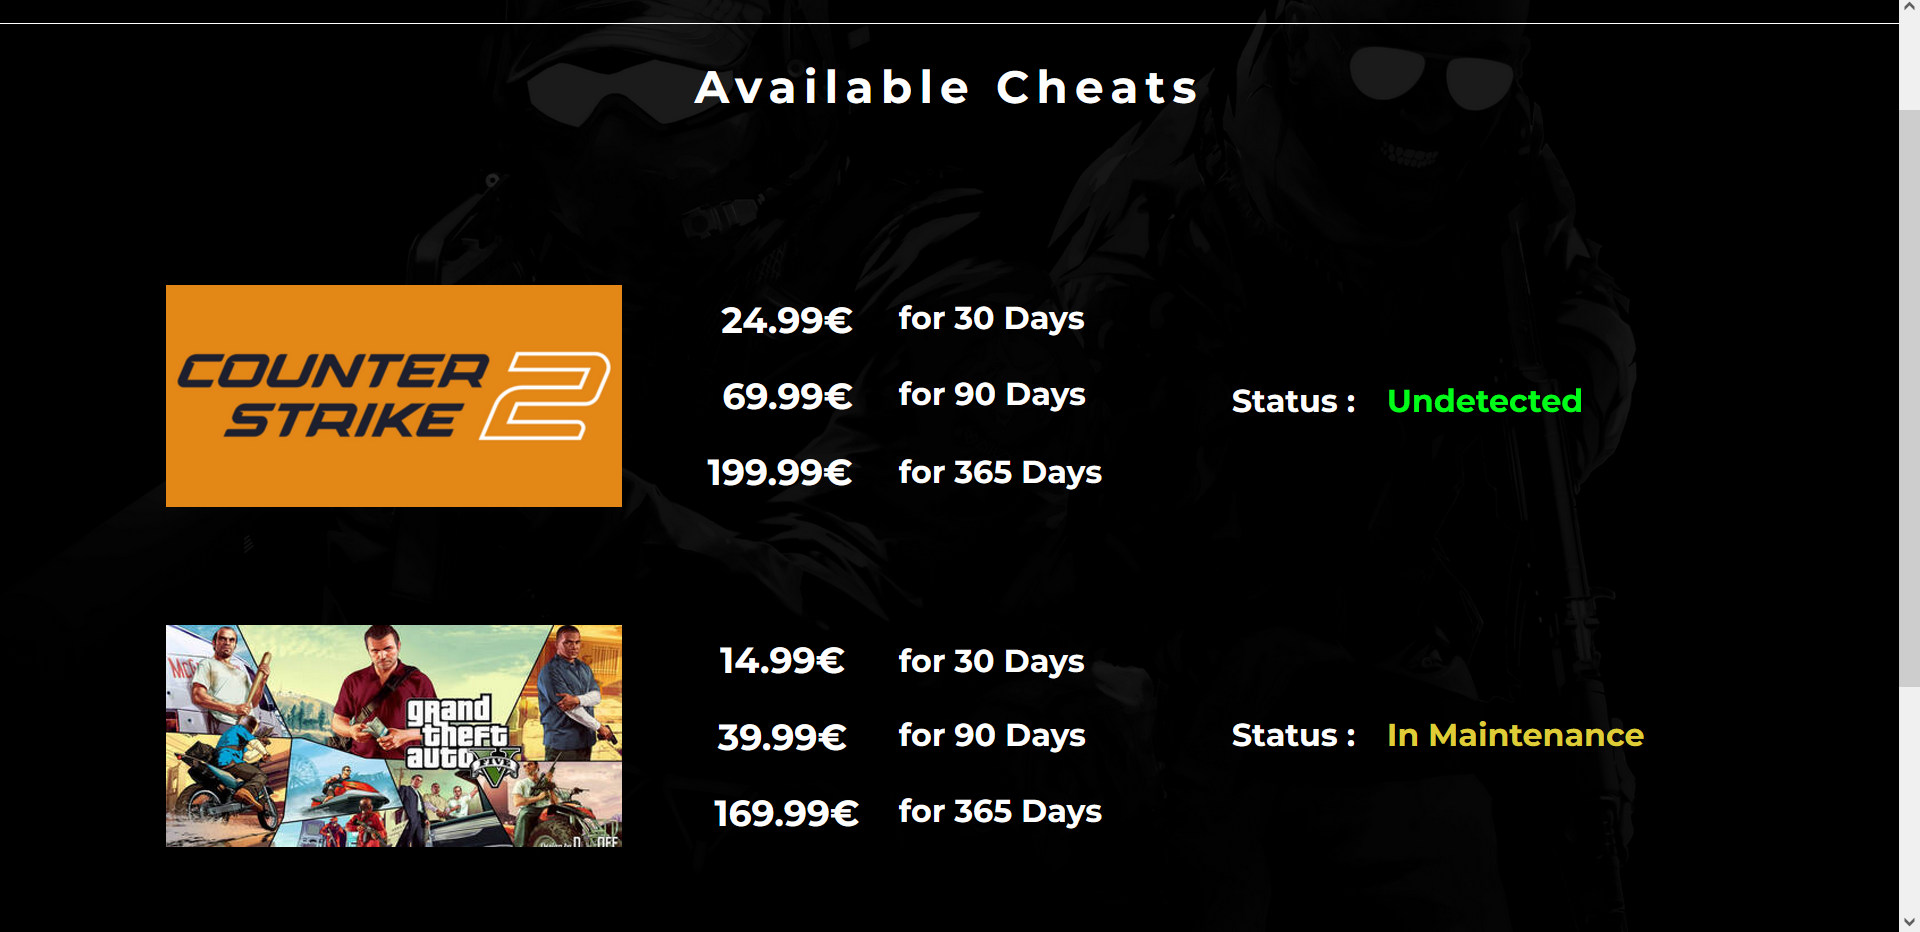 Available Cheats
COUNTER
STRIKE 2
24.99€ for 30 Days
69.99€ for 90 Days
199.99€ for 365 Days
Status : Undetected
grand
theft
auto
FIVE
V
14.99€ for 30 Days
39.99€ for 90 Days
169.99€ for 365 Days
Status : In Maintenance